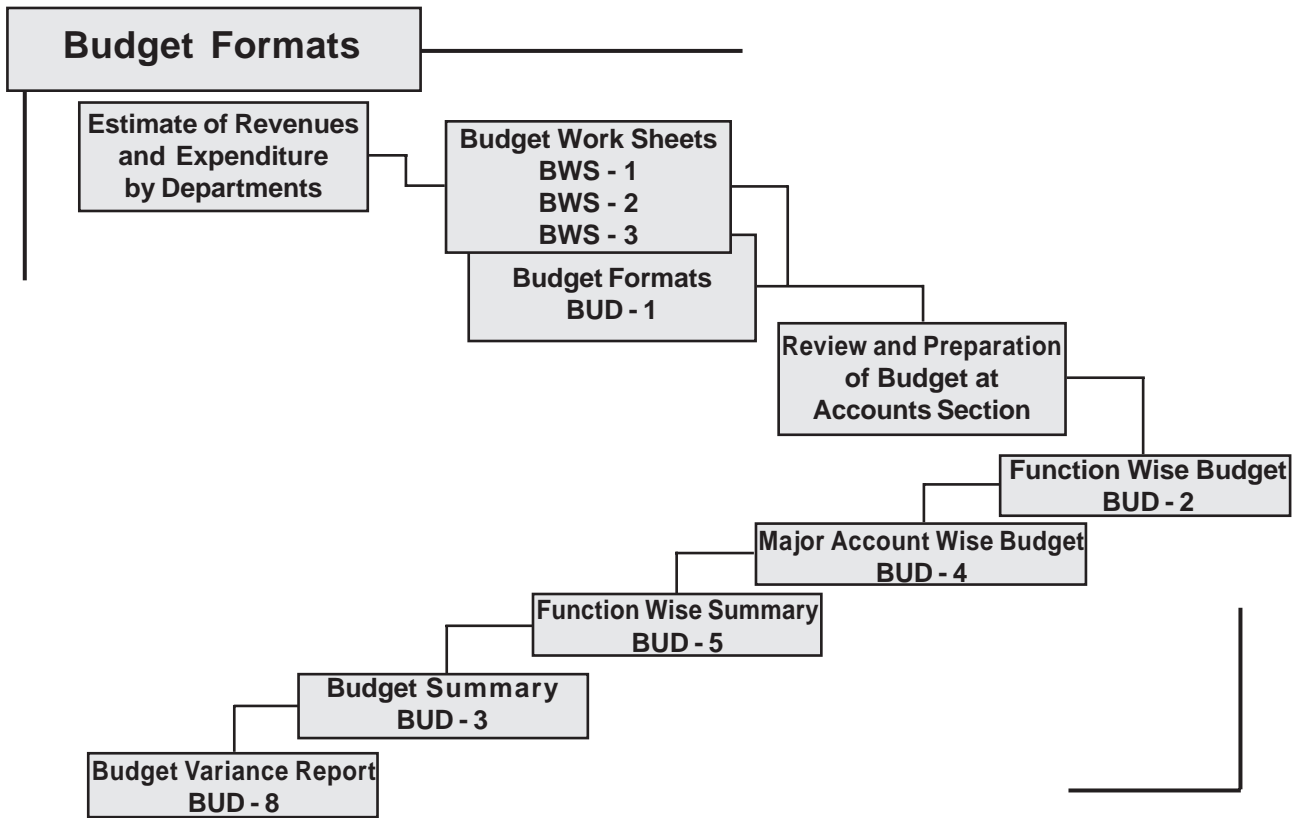 Budget Formats
Estimate of Revenues
and Expenditure
by Departments
Budget Work Sheets
BWS - 1
BWS - 2
BWS - 3
Budget Formats
BUD - 1
Review and Preparation
of Budget at
Accounts Section
Function Wise Budget
BUD - 2
Major Account Wise Budget
BUD - 4
Function Wise Summary
BUD - 5
Budget Summary
BUD - 3
Budget Variance Report
BUD - 8